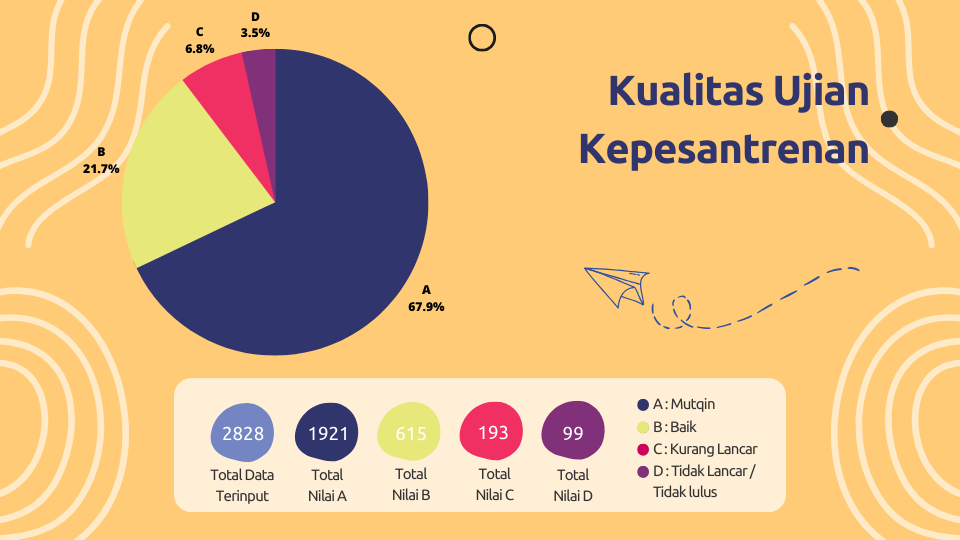 D
3.5%
C
6.8%
B
21.7%
A
67.9%
Kualitas Ujian
Kepesantrenan
2828
Total Data
Terinput
1921
Total
Nilai A
615
Total
Nilai B
193
Total
Nilai C
99
Total
Nilai D
A : Mutqin
B : Baik
C : Kurang Lancar
D : Tidak Lancar /
Tidak lulus